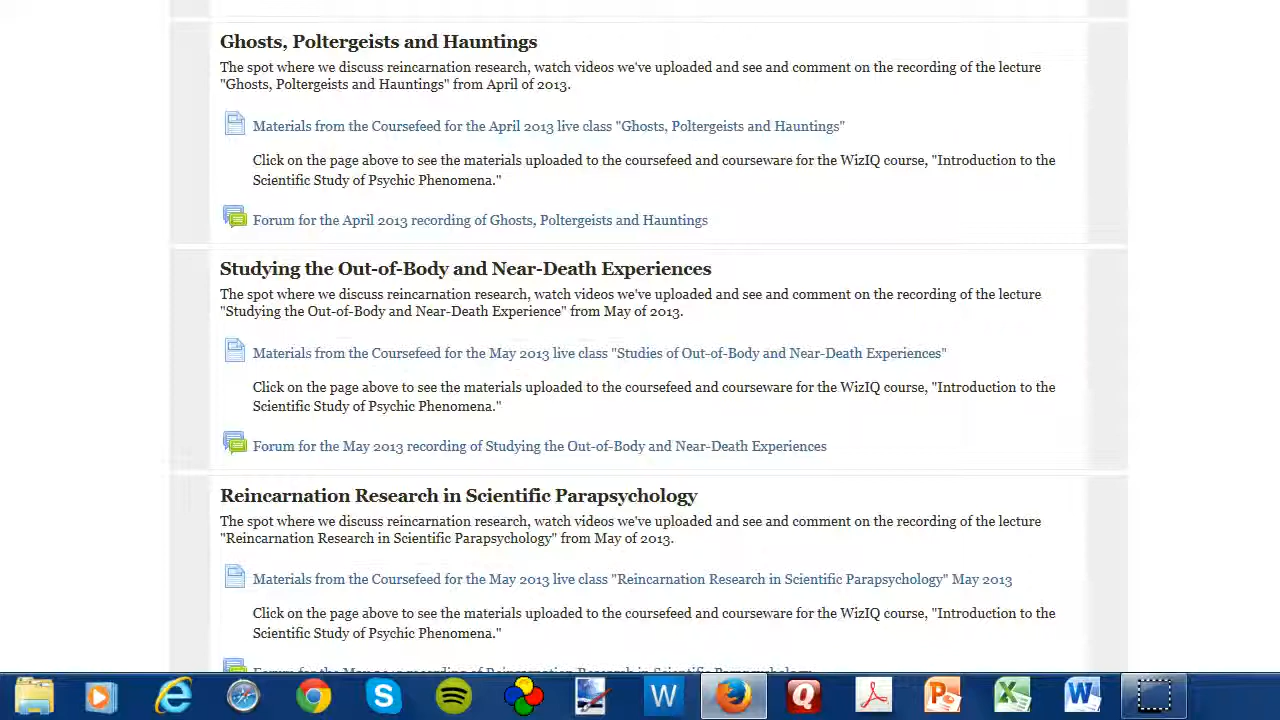 Ghosts, Poltergeists and Hauntings
The spot where we discuss reincarnation research, watch videos we've uploaded and see and comment on the recording of the lecture
"Ghosts, Poltergeists and Hauntings" from April of 2013.
Materials from the Coursefeed for the April 2013 live class "Ghosts, Poltergeists and Hauntings"
Click on the page above to see the materials uploaded to the coursefeed and courseware for the WizIQ course, "Introduction to the
Scientific Study of Psychic Phenomena."
Forum for the April 2013 recording of Ghosts, Poltergeists and Hauntings
Studying the Out-of-Body and Near-Death Experiences
The spot where we discuss reincarnation research, watch videos we've uploaded and see and comment on the recording of the lecture
"Studying the Out-of-Body and Near-Death Experience" from May of 2013.
Materials from the Coursefeed for the May 2013 live class "Studies of Out-of-Body and Near-Death Experiences"
Click on the page above to see the materials uploaded to the coursefeed and courseware for the WizIQ course, "Introduction to the
Scientific Study of Psychic Phenomena."
Forum for the May 2013 recording of Studying the Out-of-Body and Near-Death Experiences
Reincarnation Research in Scientific Parapsychology
The spot where we discuss reincarnation research, watch videos we've uploaded and see and comment on the recording of the lecture
"Reincarnation Research in Scientific Parapsychology" from May of 2013.
Materials from the Coursefeed for the May 2013 live class "Reincarnation Research in Scientific Parapsychology" May 2013
Click on the page above to see the materials uploaded to the coursefeed and courseware for the WizIQ course, "Introduction to the
Scientific Study of Psychic Phenomena."
Forum for the May 2013 recording of Reincarnation Research in Scientific Parapsychology